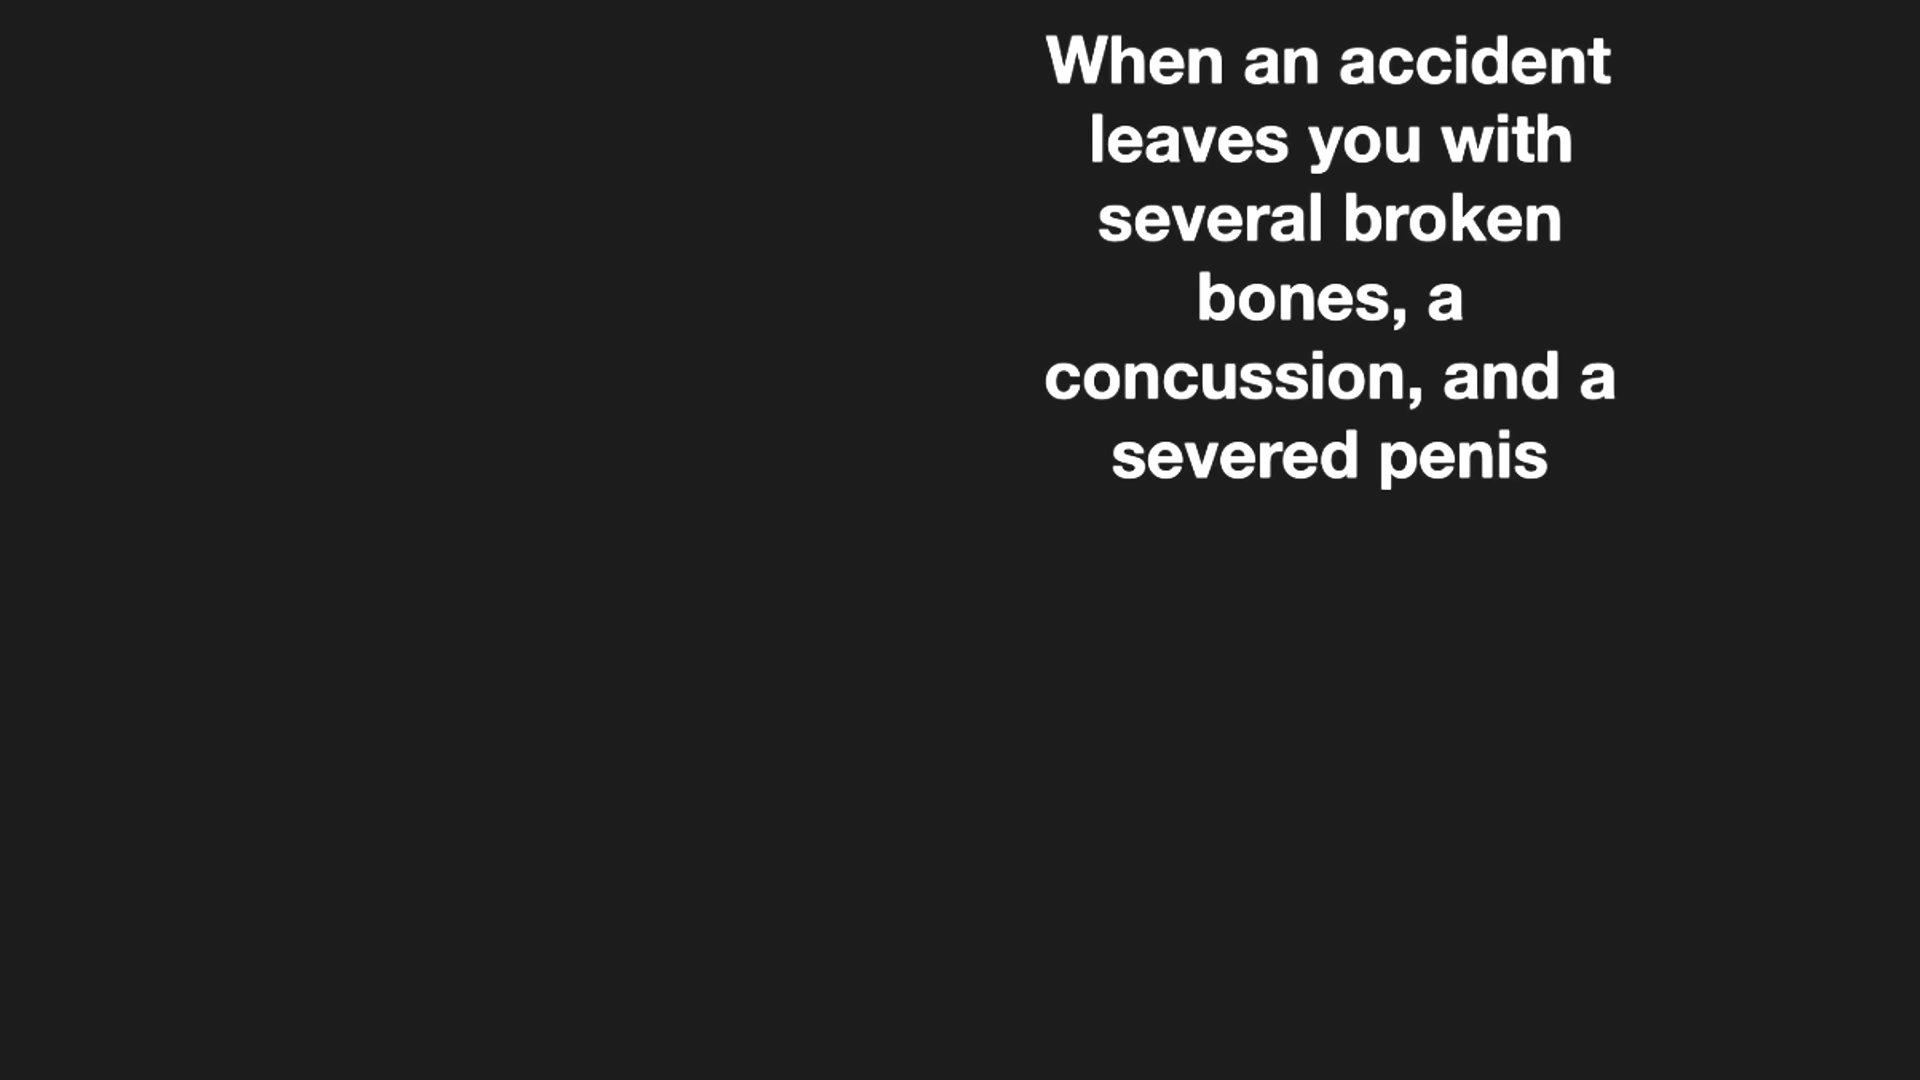 When an accident
leaves you with
several broken
bones, a
concussion, and a
severed penis